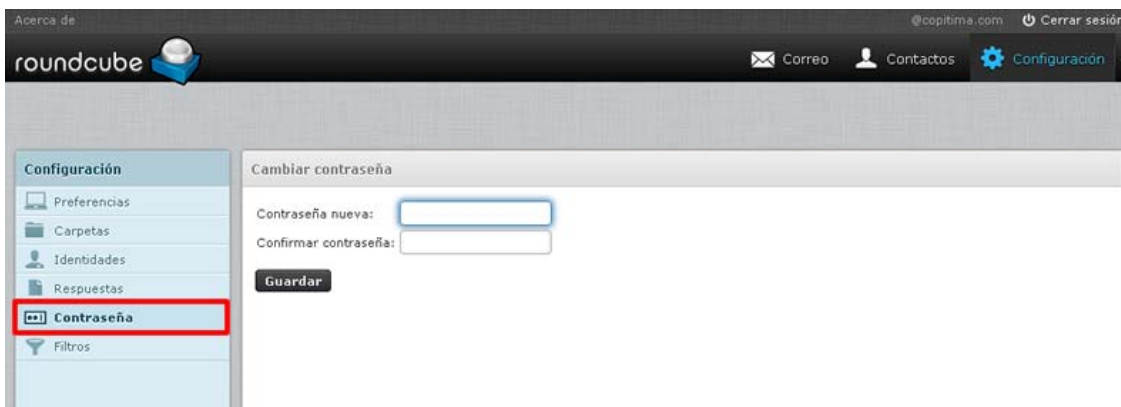 Acerca de @copitima.com Cerrar sesión
roundcube Correo Contactos Configuración
Configuración
Preferencias
Carpetas
Identidades
Respuestas
Contraseña
Filtros
Cambiar contraseña
Contraseña nueva:
Confirmar contraseña:
Guardar